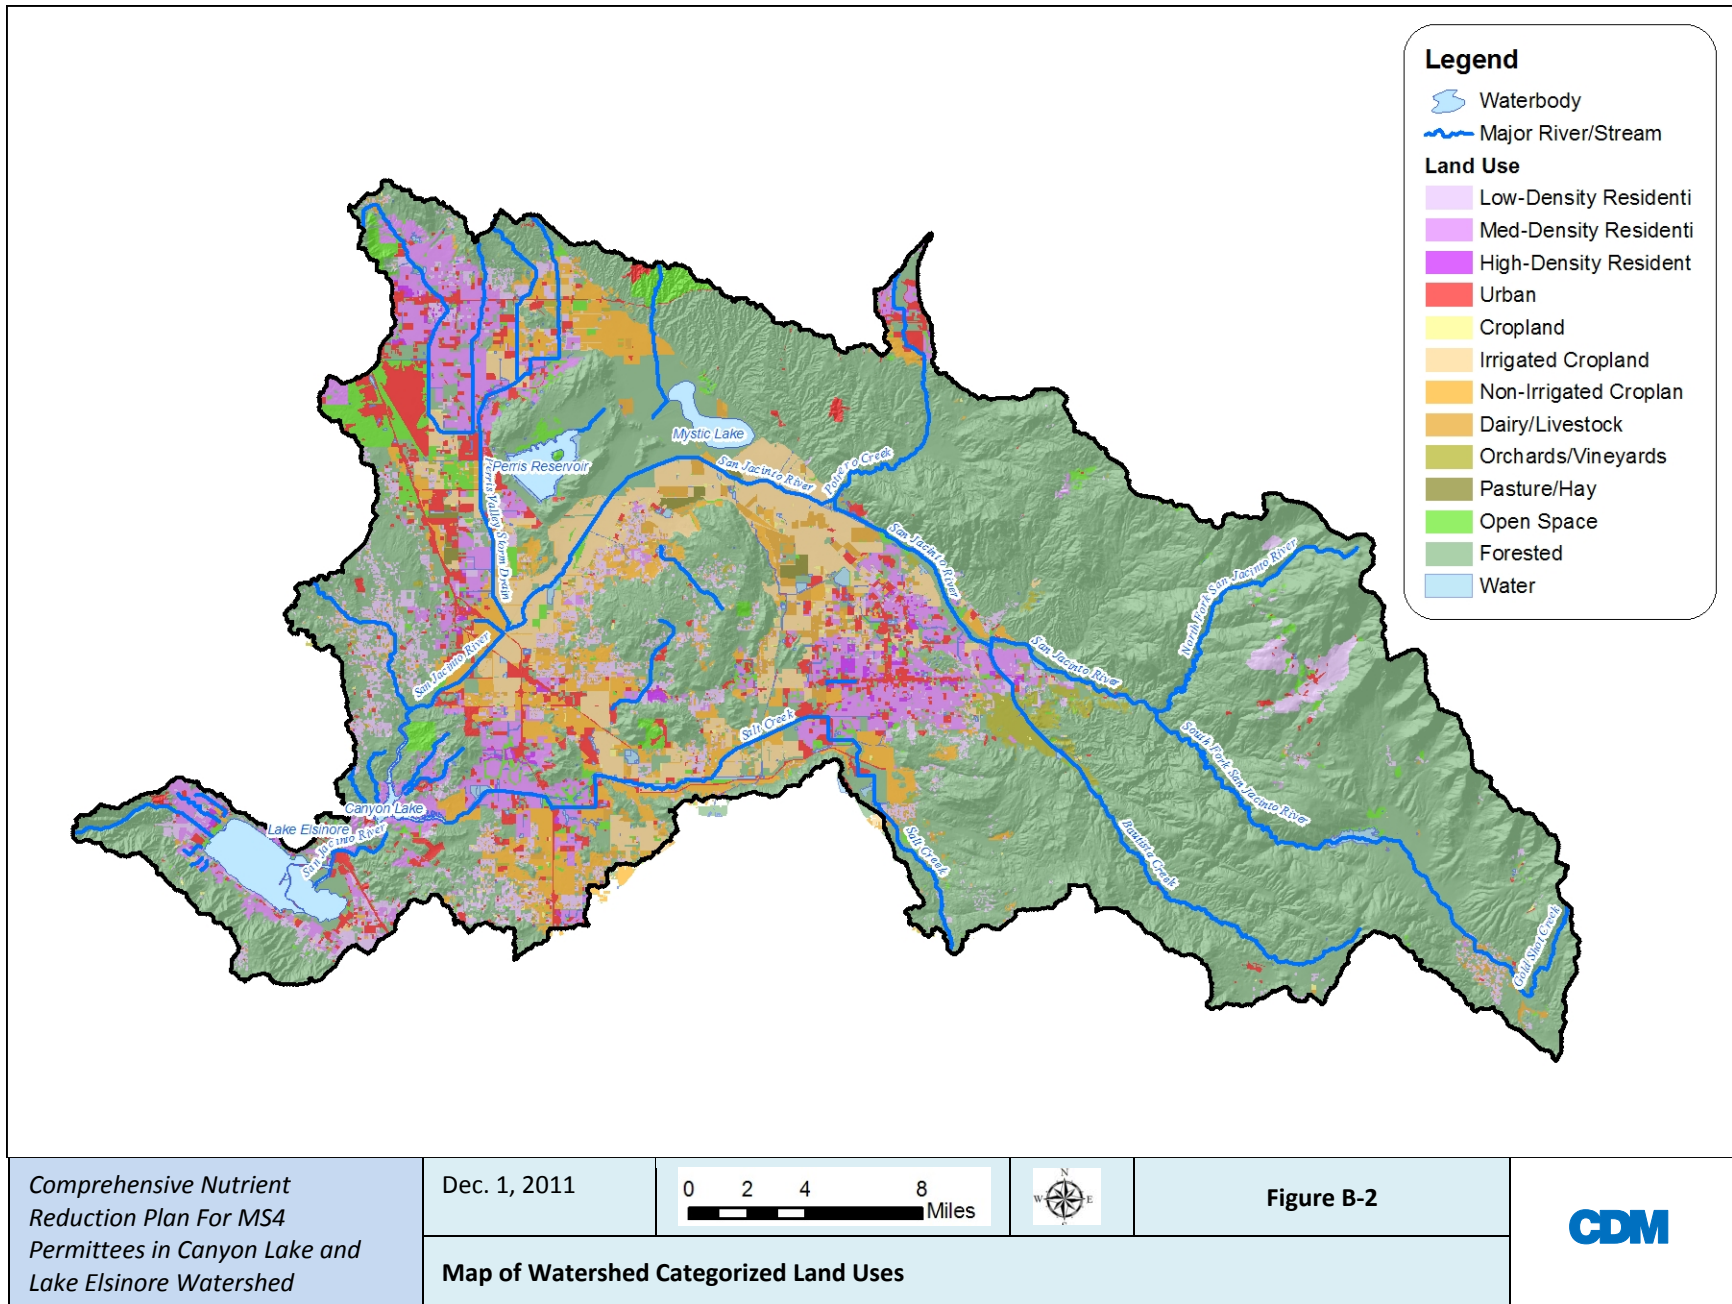 Legend
Waterbody
Major River/Stream
Land Use
Low-Density Residenti
Med-Density Residenti
High-Density Resident
Urban
Cropland
Irrigated Cropland
Non-Irrigated Croplan
Dairy/Livestock
Orchards/Vineyards
Pasture/Hay
Open Space
Forested
Water
Mystic Lake
Perris Reservoir
San Jacinto River
Potrero Creek
Perris Valley Storm Drain
San Jacinto River
North Fork San Jacinto River
San Jacinto River
San Jacinto River
South Fork San Jacinto River
Salt Creek
Canyon Lake
Lake Elsinore
San Jacinto River
Salt Creek
Bautista Creek
Gold Shot Creek
Comprehensive Nutrient
Reduction Plan For MS4
Permittees in Canyon Lake and
Lake Elsinore Watershed
Dec. 1, 2011
0 2 4 8
Miles
N
W E
S
Figure B-2
Map of Watershed Categorized Land Uses
CDM